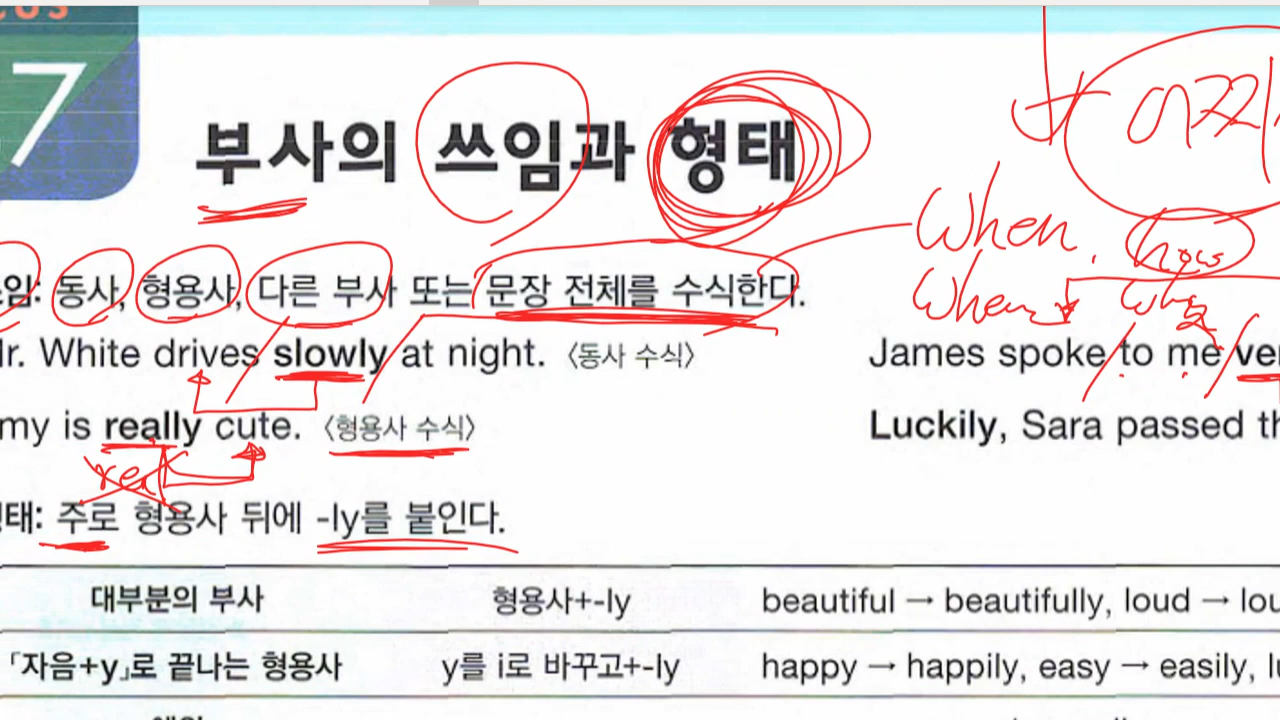 7
부사의 쓰임과 형태
When how
쓰임: 동사, 형용사, 다른 부사 또는 문장 전체를 수식한다.
When why
Mr. White drives slowly at night. 〈동사 수식〉 James spoke to me ver
my is really cute. 〈형용사 수식〉 Luckily, Sara passed th
real
형태: 주로 형용사 뒤에 -ly를 붙인다.
대부분의 부사 형용사+-ly beautiful → beautifully, loud → lou
「자음+y」로 끝나는 형용사 y를 i로 바꾸고+-ly happy → happily, easy → easily, lu